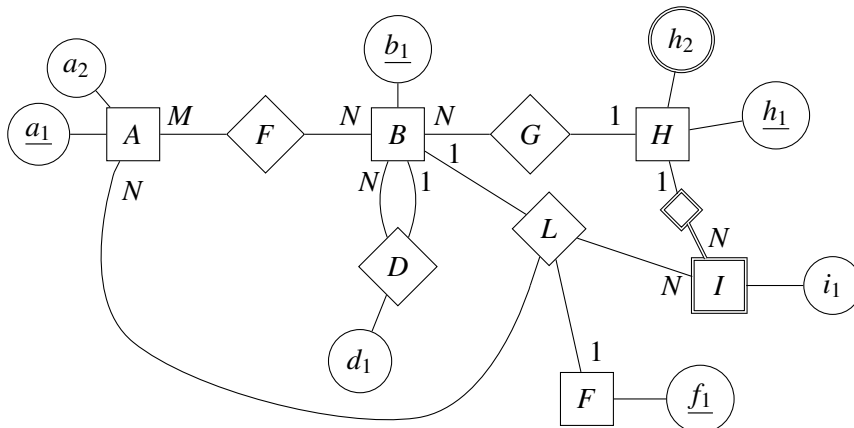 b₁
h₂
a₂
a₁ A M F N B N G 1 H h₁
N N 1 1 1
L N
D N I i₁
d₁ 1
F f₁